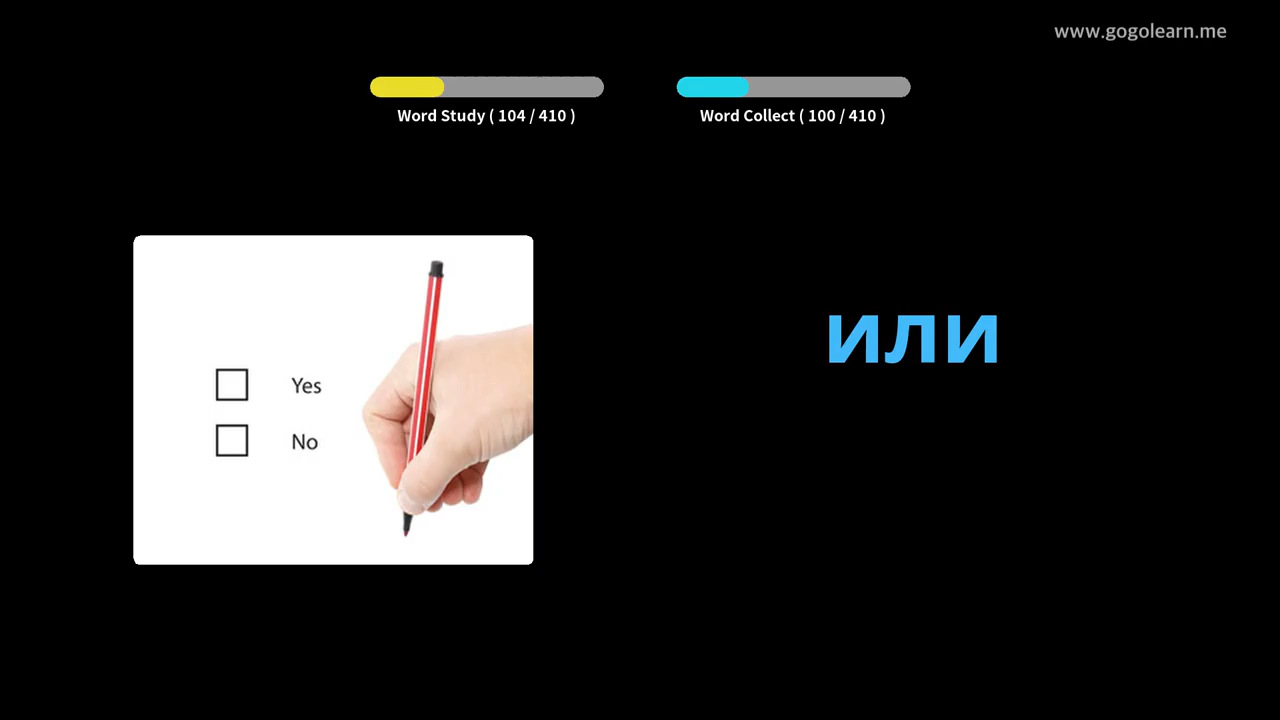 www.gogolearn.me
Word Study ( 104 / 410 )
Word Collect ( 100 / 410 )
Yes
No
или